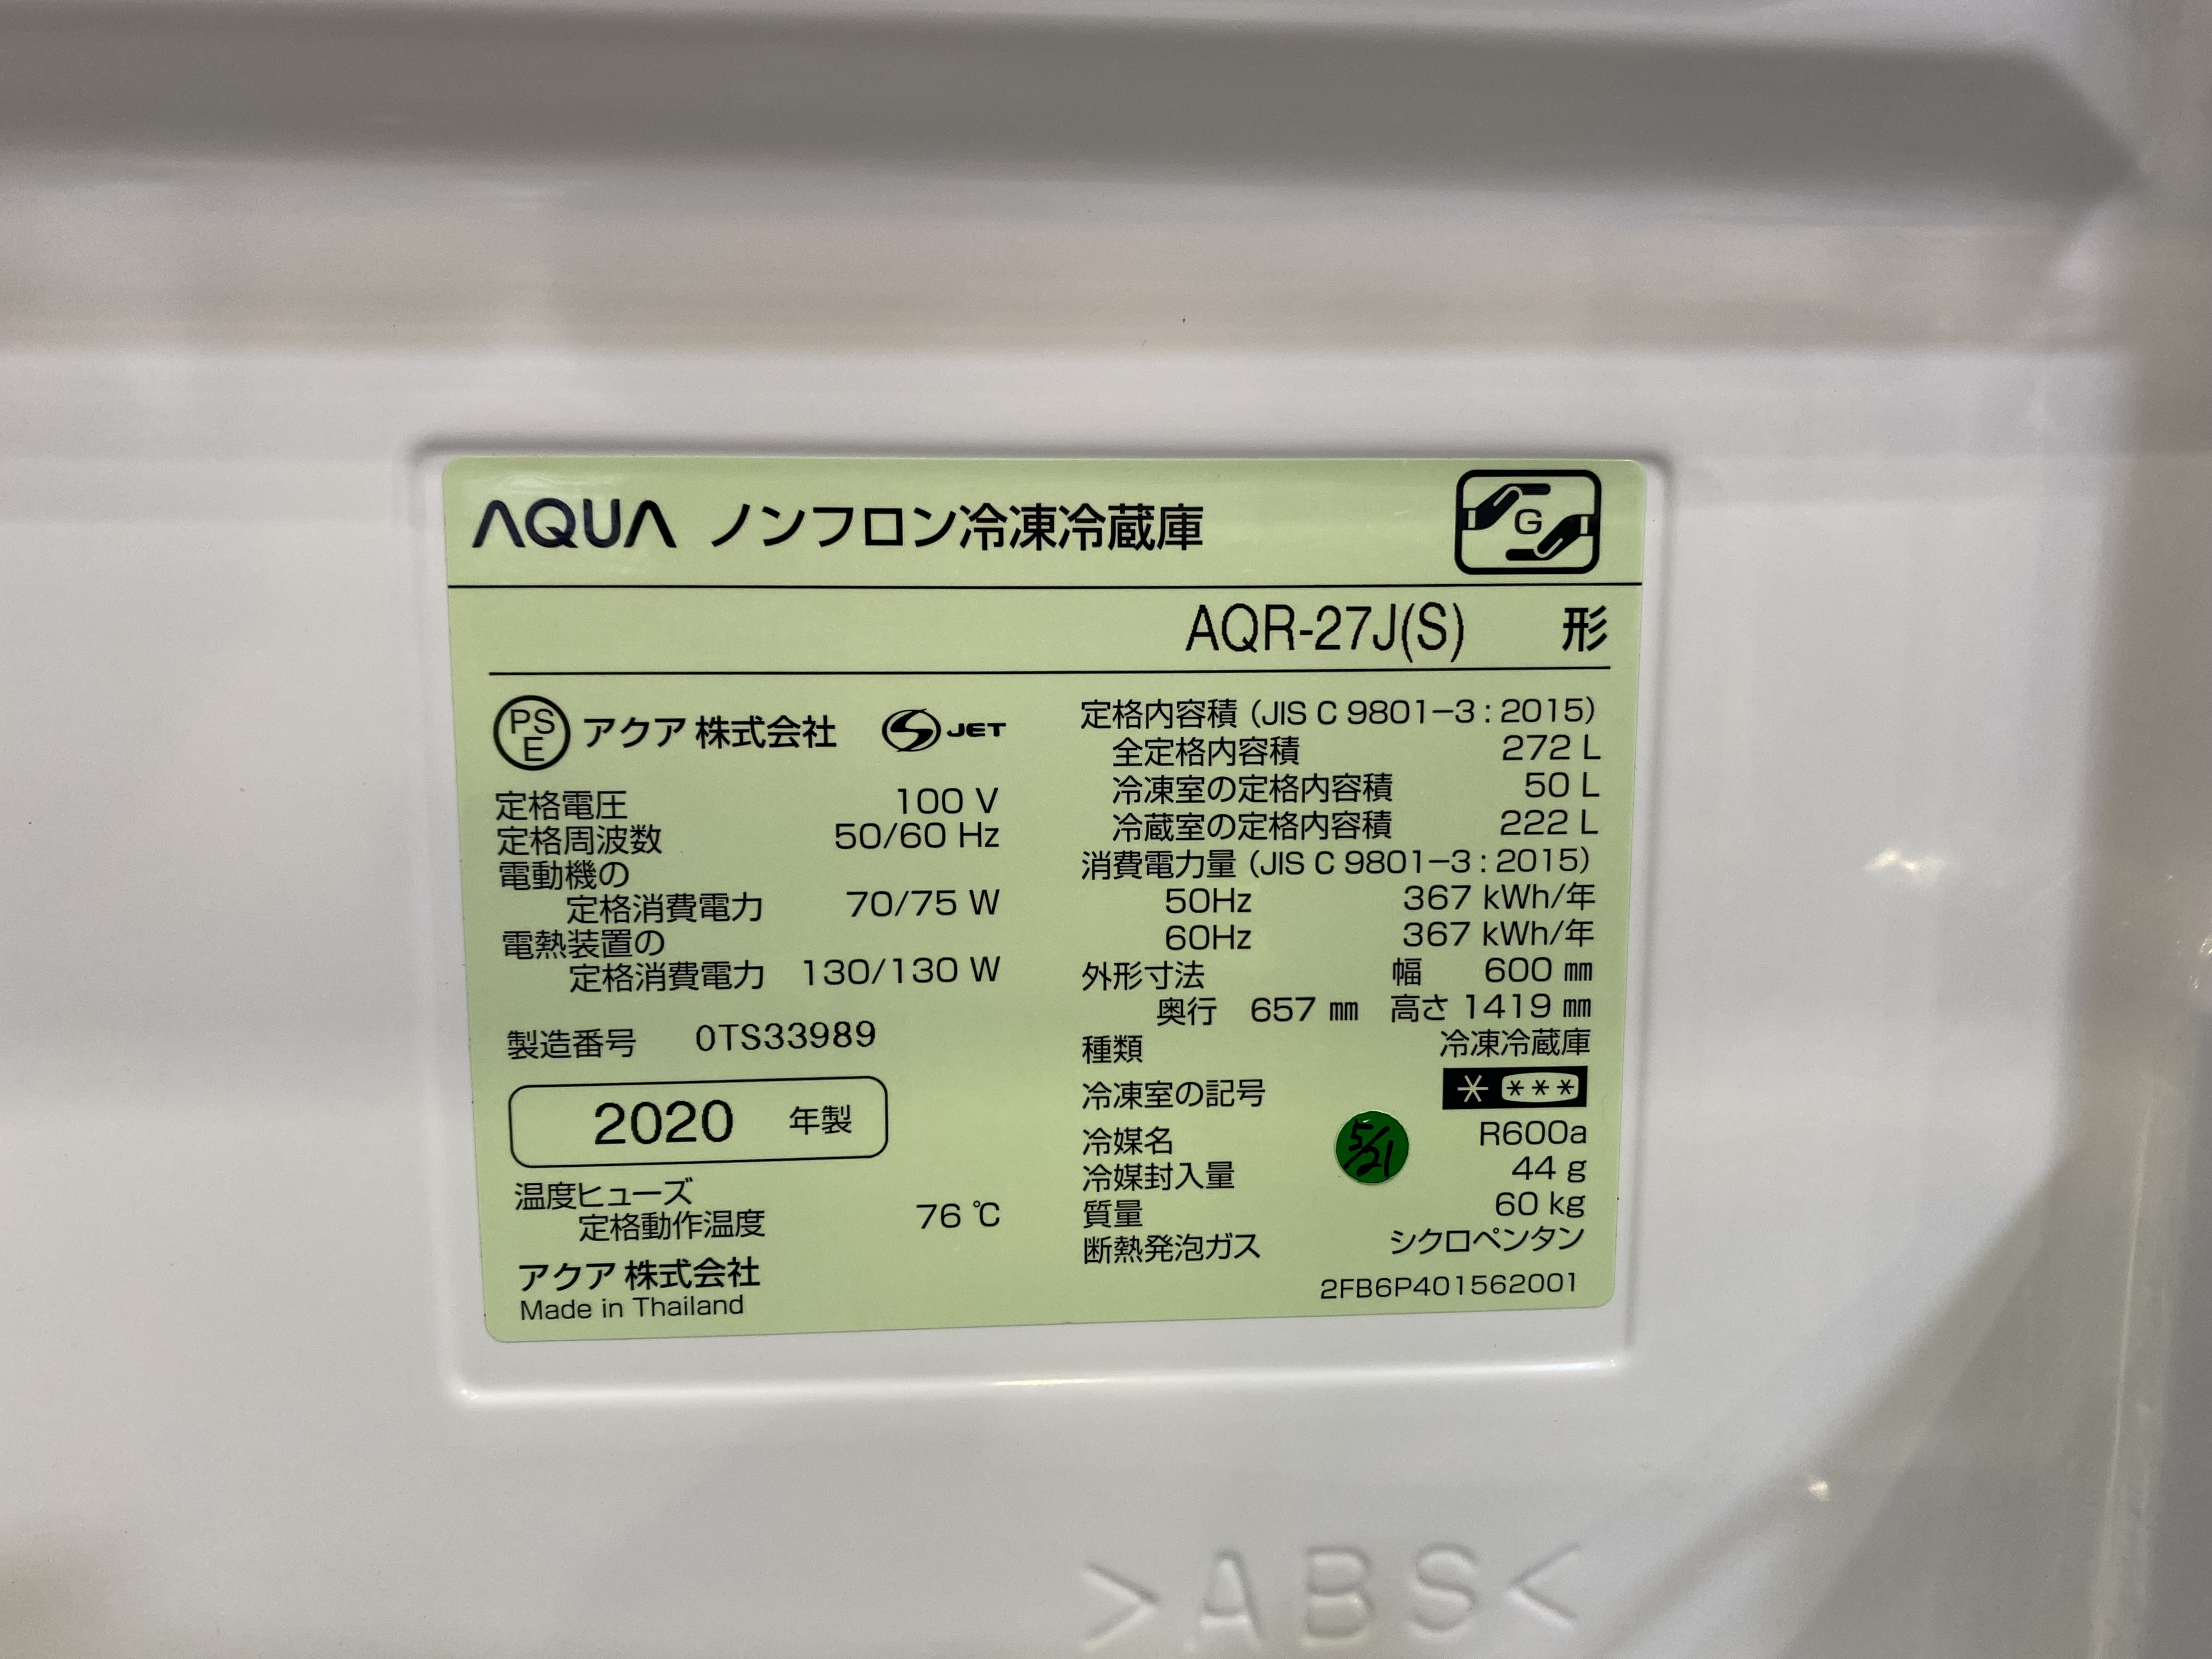 AQUA ノンフロン冷凍冷蔵庫
G
AQR-27J(S) 形
PS
E
アクア 株式会社 S JET
定格電圧 100 V
定格周波数 50/60 Hz
電動機の
定格消費電力 70/75 W
電熱装置の
定格消費電力 130/130 W
製造番号 0TS33989
2020 年製
温度ヒューズ
定格動作温度 76 ℃
アクア 株式会社
Made in Thailand
定格内容積 (JIS C 9801−3 : 2015)
全定格内容積 272 L
冷凍室の定格内容積 50 L
冷蔵室の定格内容積 222 L
消費電力量 (JIS C 9801−3 : 2015)
50Hz 367 kWh/年
60Hz 367 kWh/年
外形寸法 幅 600 ㎜
奥行 657 ㎜ 高さ 1419 ㎜
種類 冷凍冷蔵庫
冷凍室の記号 * ***
冷媒名 R600a
冷媒封入量 44 g
5/21
質量 60 kg
断熱発泡ガス シクロペンタン
2FB6P401562001
>ABS<